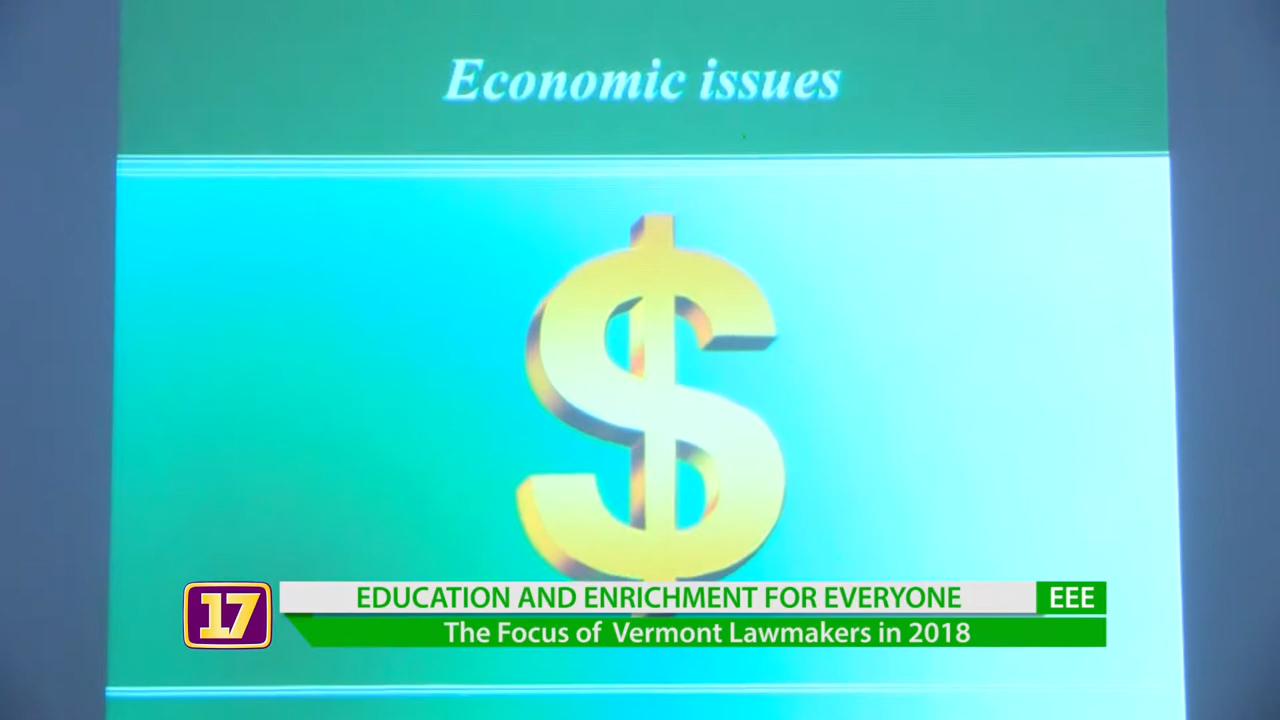 Economic issues
$
17
EDUCATION AND ENRICHMENT FOR EVERYONE
EEE
The Focus of Vermont Lawmakers in 2018